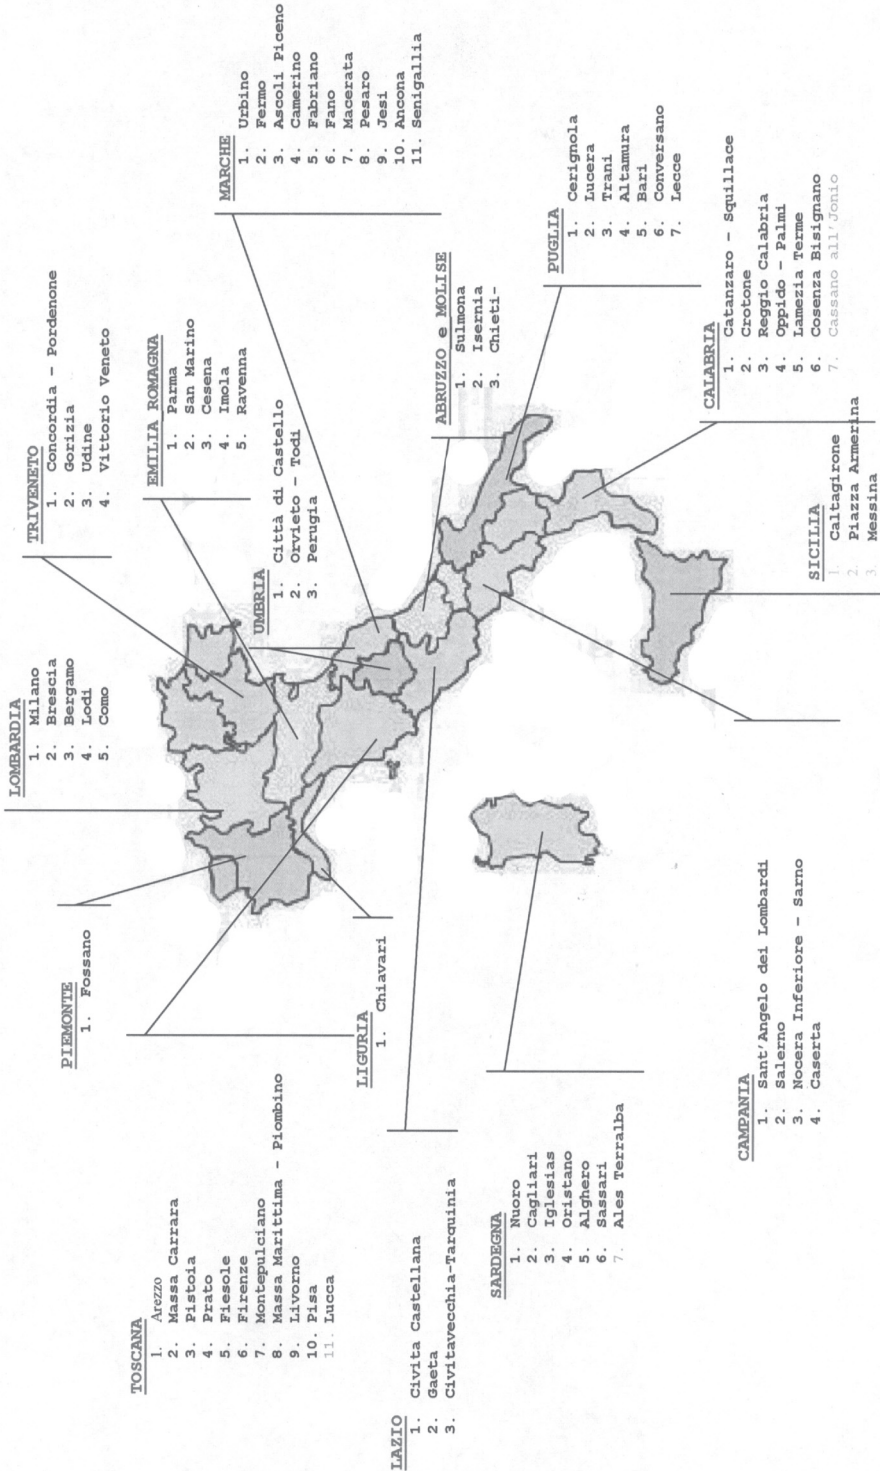 PIEMONTE
1. Fossano
LOMBARDIA
1. Milano
2. Brescia
3. Bergamo
4. Lodi
5. Como
TRIVENETO
1. Concordia – Pordenone
2. Gorizia
3. Udine
4. Vittorio Veneto
EMILIA ROMAGNA
1. Parma
2. San Marino
3. Cesena
4. Imola
5. Ravenna
MARCHE
1. Urbino
2. Fermo
3. Ascoli Piceno
4. Camerino
5. Fabriano
6. Fano
7. Macerata
8. Pesaro
9. Jesi
10. Ancona
11. Senigallia
UMBRIA
1. Città di Castello
2. Orvieto – Todi
3. Perugia
TOSCANA
1. Arezzo
2. Massa Carrara
3. Pistoia
4. Prato
5. Fiesole
6. Firenze
7. Montepulciano
8. Massa Marittima – Piombino
9. Livorno
10. Pisa
11. Lucca
LIGURIA
1. Chiavari
LAZIO
1. Civita Castellana
2. Gaeta
3. Civitavecchia-Tarquinia
ABRUZZO e MOLISE
1. Sulmona
2. Isernia
3. Chieti-
SARDEGNA
1. Nuoro
2. Cagliari
3. Iglesias
4. Oristano
5. Alghero
6. Sassari
7. Ales Terralba
PUGLIA
1. Cerignola
2. Lucera
3. Trani
4. Altamura
5. Bari
6. Conversano
7. Lecce
CALABRIA
1. Catanzaro – Squillace
2. Crotone
3. Reggio Calabria
4. Oppido – Palmi
5. Lamezia Terme
6. Cosenza Bisignano
7. Cassano all'Jonio
CAMPANIA
1. Sant'Angelo dei Lombardi
2. Salerno
3. Nocera Inferiore – Sarno
4. Caserta
SICILIA
1. Caltagirone
2. Piazza Armerina
3. Messina